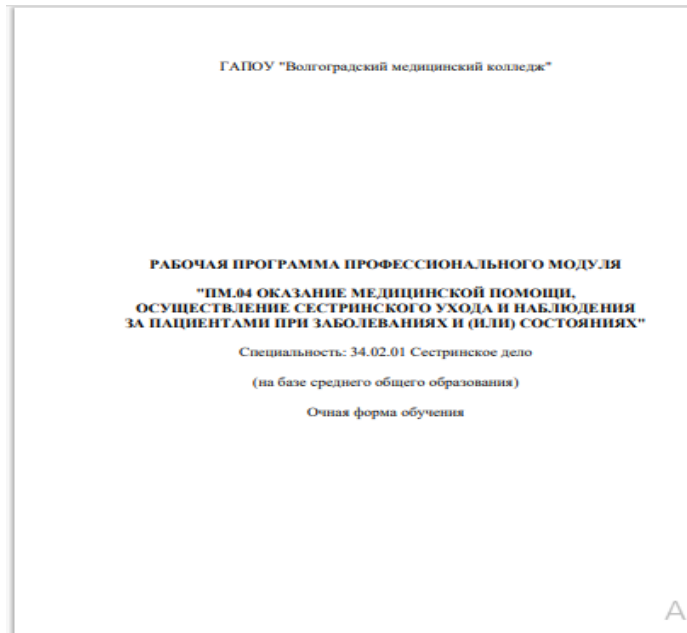 ГАПОУ "Волгоградский медицинский колледж"
РАБОЧАЯ ПРОГРАММА ПРОФЕССИОНАЛЬНОГО МОДУЛЯ
"ПМ.04 ОКАЗАНИЕ МЕДИЦИНСКОЙ ПОМОЩИ,
ОСУЩЕСТВЛЕНИЕ СЕСТРИНСКОГО УХОДА И НАБЛЮДЕНИЯ
ЗА ПАЦИЕНТАМИ ПРИ ЗАБОЛЕВАНИЯХ И (ИЛИ) СОСТОЯНИЯХ"
Специальность: 34.02.01 Сестринское дело
(на базе среднего общего образования)
Очная форма обучения
А